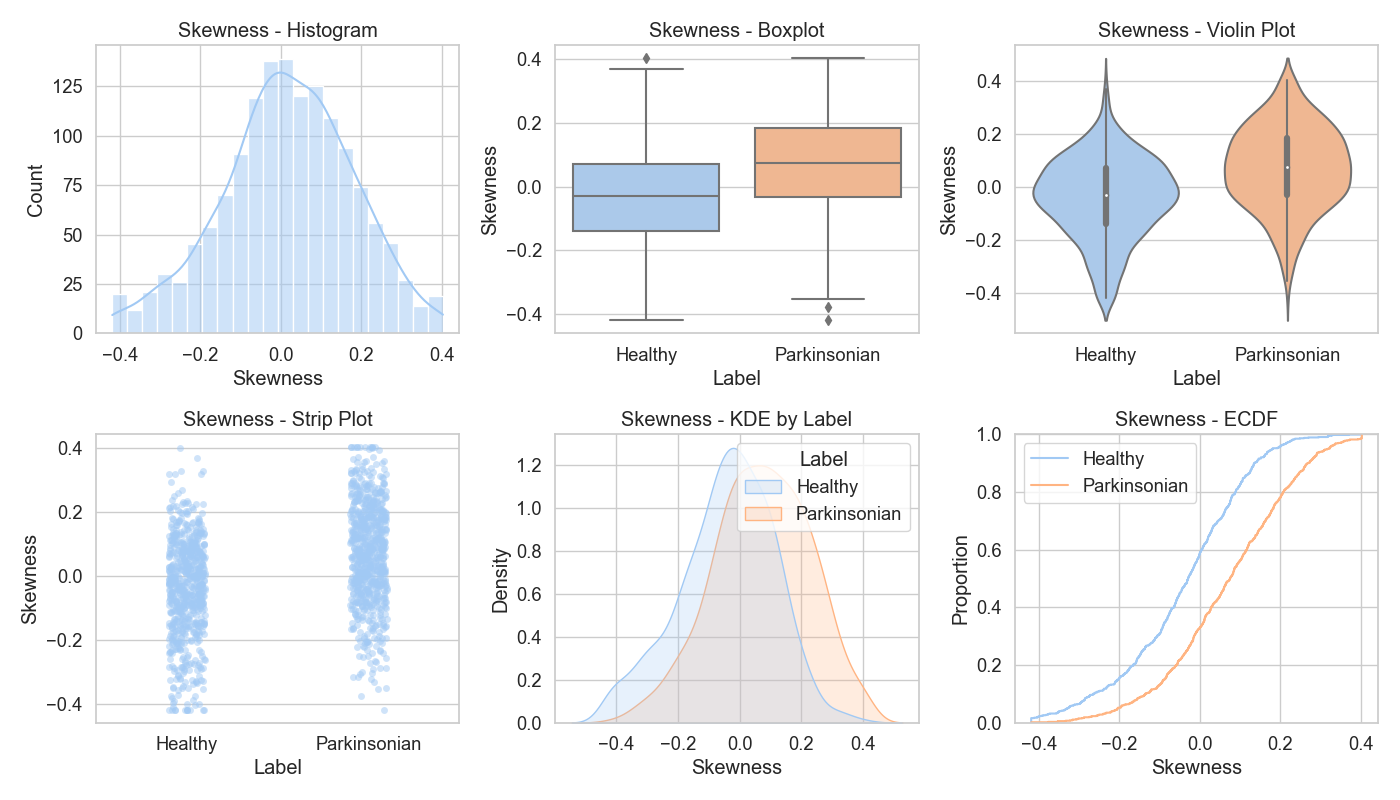 Skewness - Histogram
125
100
75
50
25
0
Count
−0.4 −0.2 0.0 0.2 0.4
Skewness
Skewness - Boxplot
0.4
0.2
0.0
−0.2
−0.4
Skewness
Healthy Parkinsonian
Label
Skewness - Violin Plot
0.4
0.2
0.0
−0.2
−0.4
Skewness
Healthy Parkinsonian
Label
Skewness - Strip Plot
0.4
0.2
0.0
−0.2
−0.4
Skewness
Healthy Parkinsonian
Label
Skewness - KDE by Label
Label
Healthy
Parkinsonian
1.2
1.0
0.8
0.6
0.4
0.2
0.0
Density
−0.4 −0.2 0.0 0.2 0.4
Skewness
Skewness - ECDF
Healthy
Parkinsonian
1.0
0.8
0.6
0.4
0.2
0.0
Proportion
−0.4 −0.2 0.0 0.2 0.4
Skewness